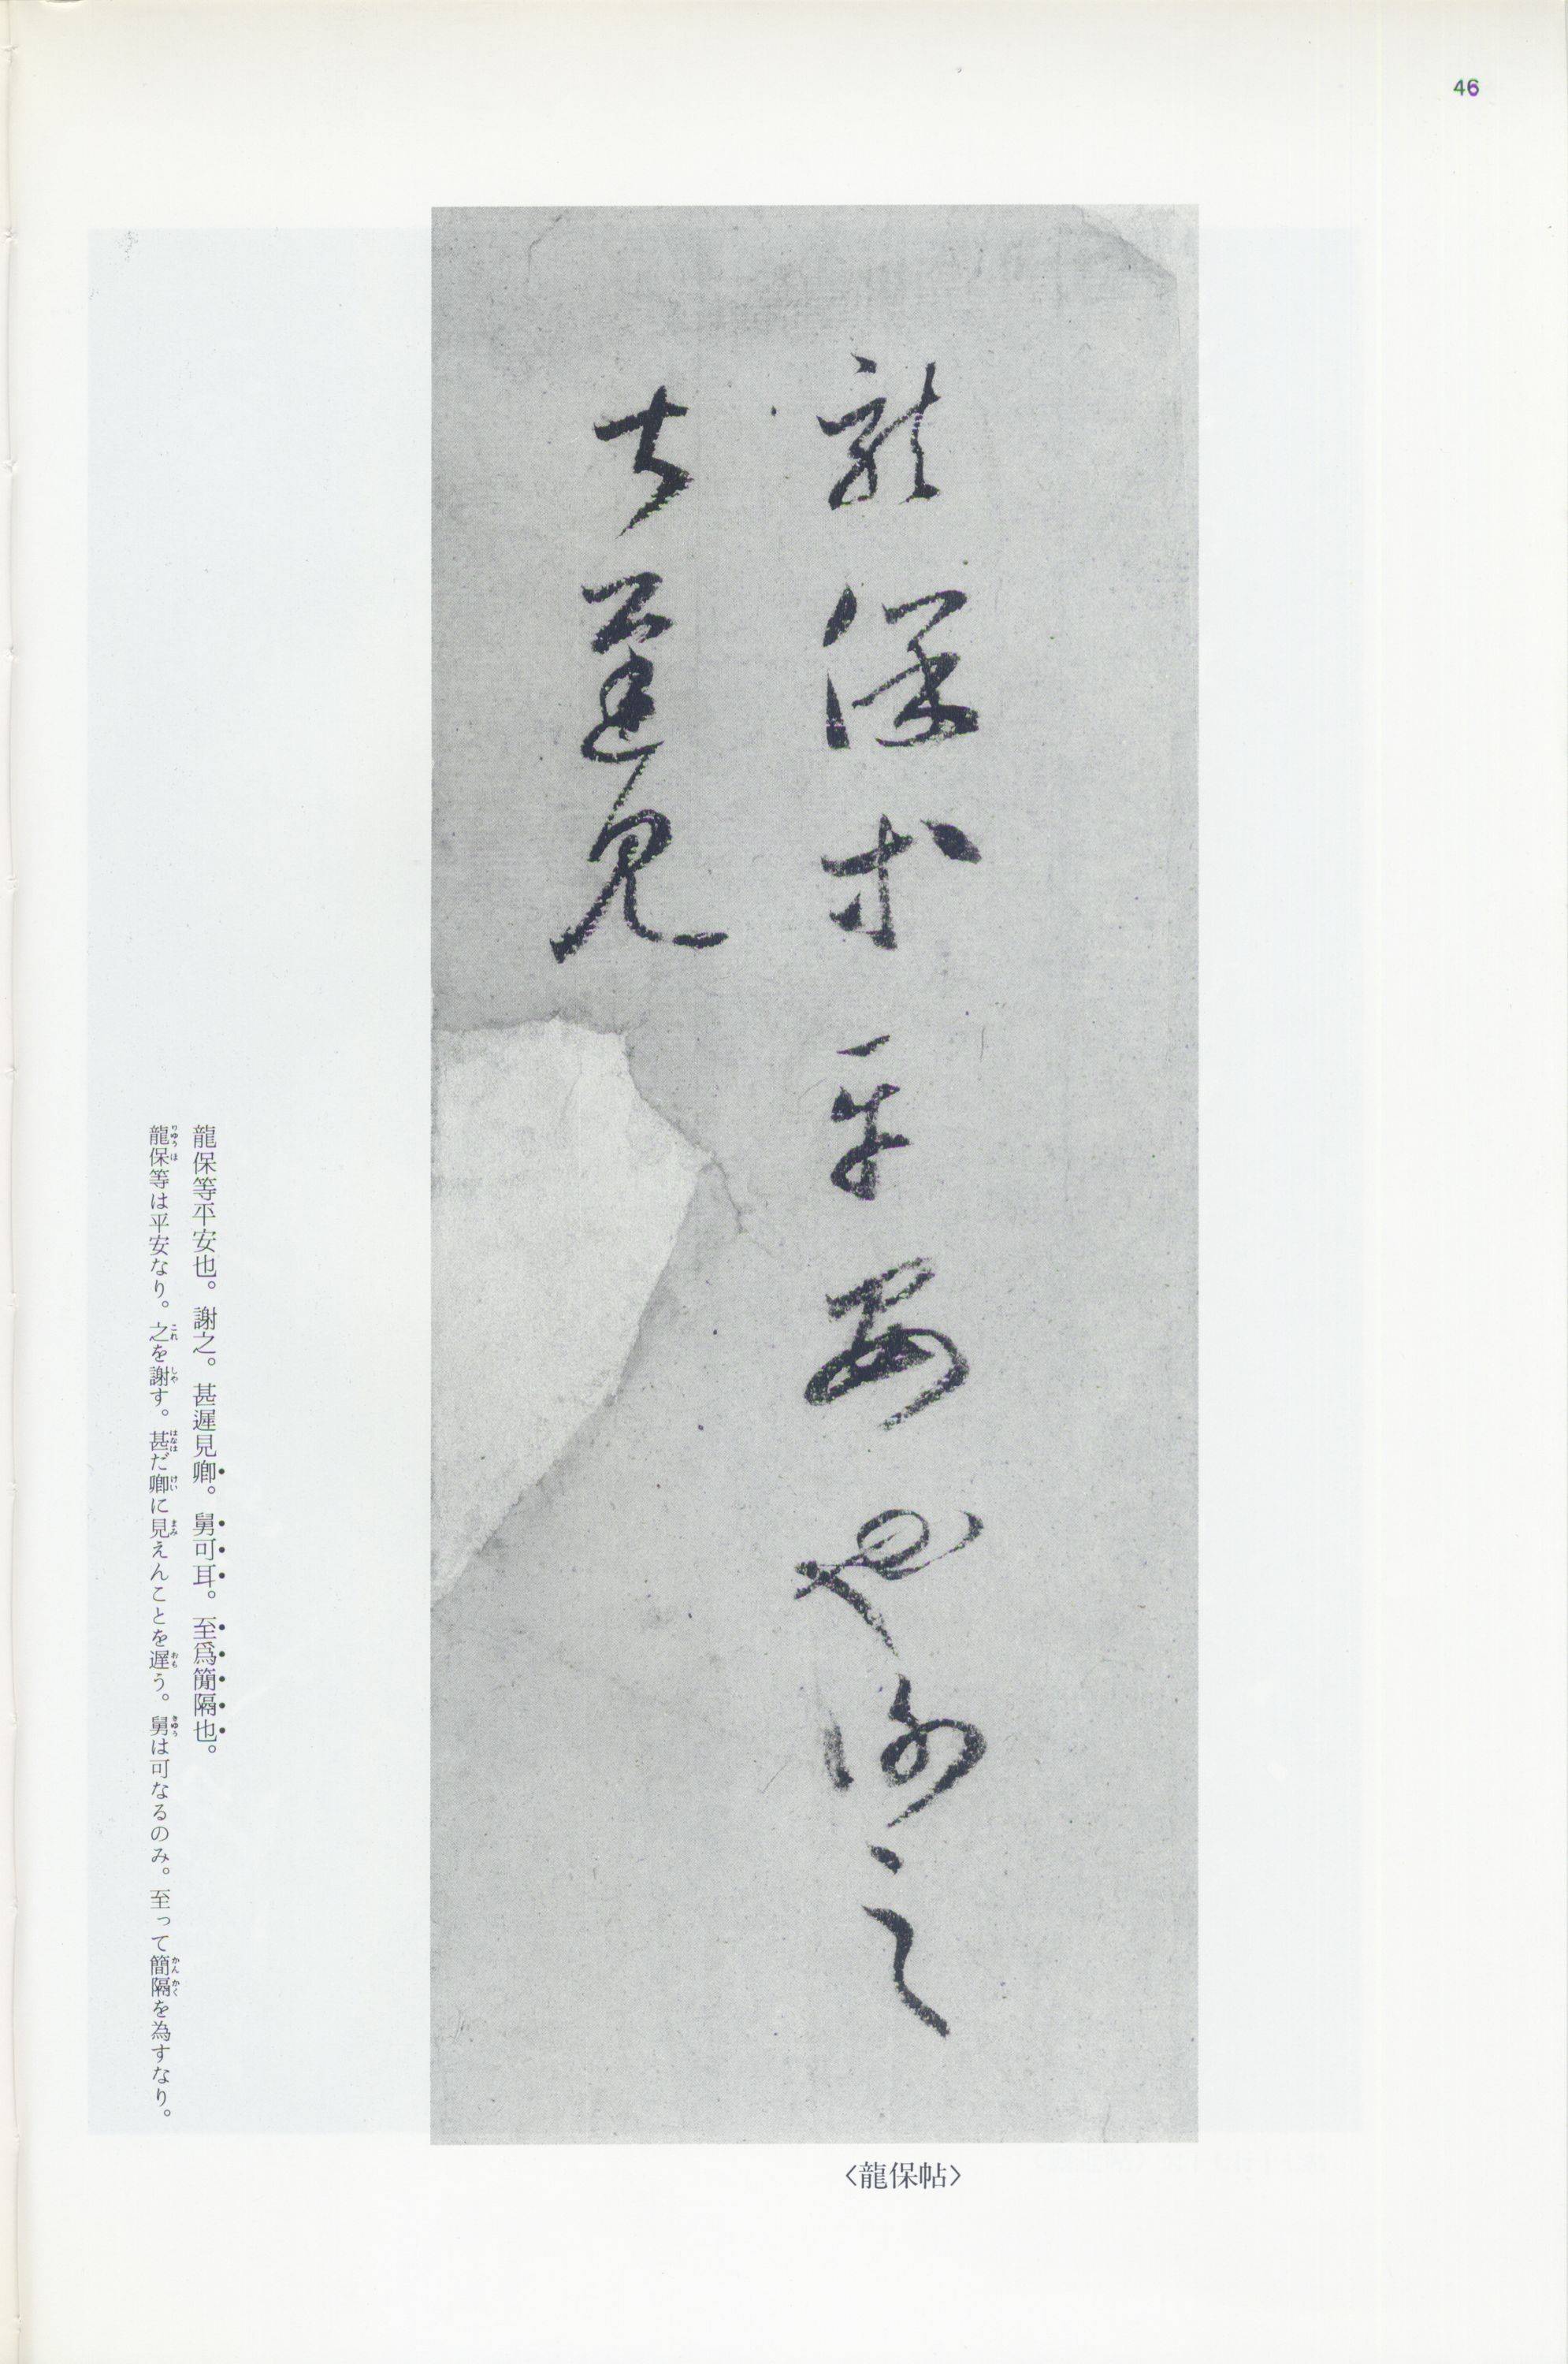 46
龍保等平安也謝之
甚遲見
〈龍保帖〉
龍保等平安也。謝之。甚遲見卿。舅可耳。至爲簡隔也。
龍保等は平安なり。之を謝す。甚だ卿に見えんことを遲う。舅は可なるのみ。至って簡隔を為すなり。